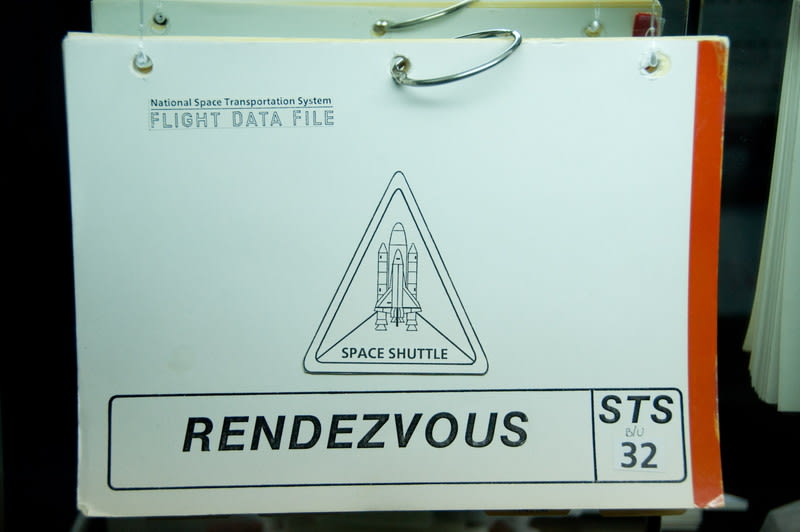 National Space Transportation System
FLIGHT DATA FILE
SPACE SHUTTLE
RENDEZVOUS
STS
B/U
32